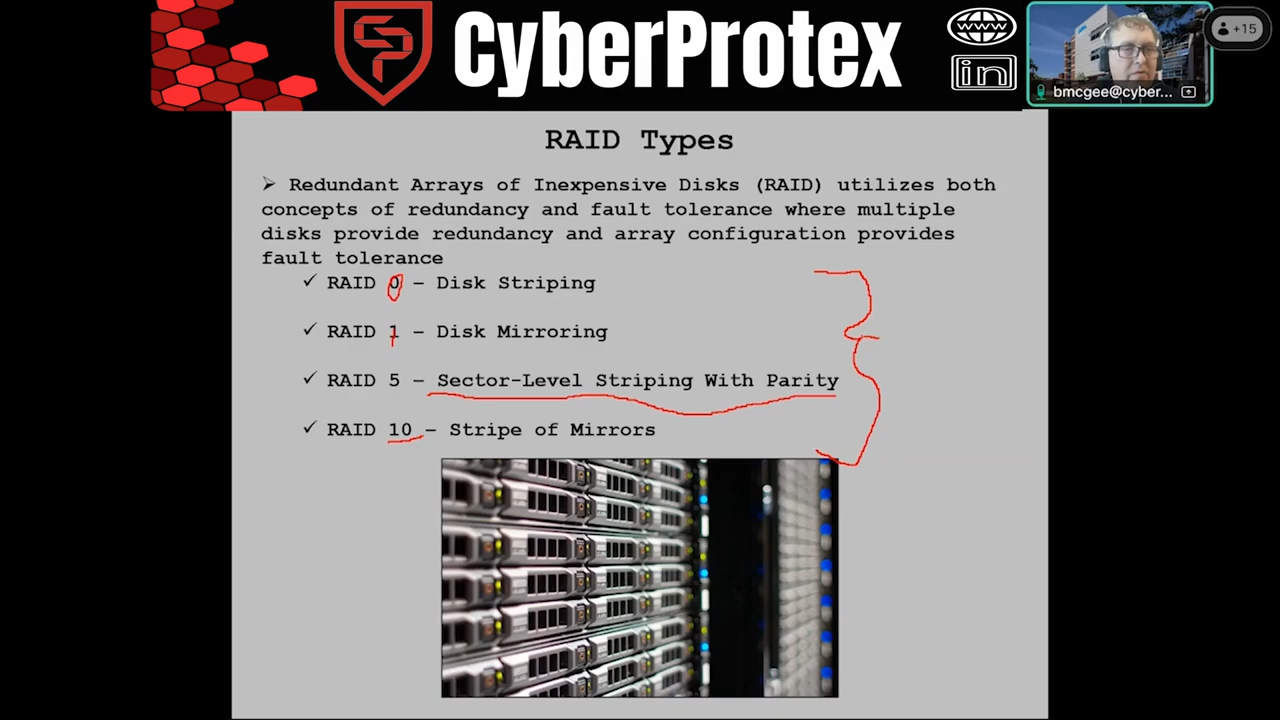 CyberProtex
WWW
in
bmcgee@cyber...
+15
RAID Types
➢ Redundant Arrays of Inexpensive Disks (RAID) utilizes both
concepts of redundancy and fault tolerance where multiple
disks provide redundancy and array configuration provides
fault tolerance
✓ RAID 0 – Disk Striping
✓ RAID 1 – Disk Mirroring
✓ RAID 5 – Sector-Level Striping With Parity
✓ RAID 10 – Stripe of Mirrors